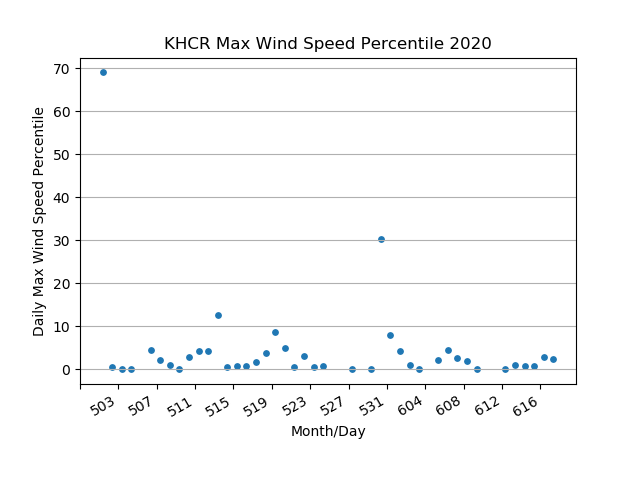 KHCR Max Wind Speed Percentile 2020
70
60
50
40
30
20
10
0
Daily Max Wind Speed Percentile
503 507 511 515 519 523 527 531 604 608 612 616
Month/Day